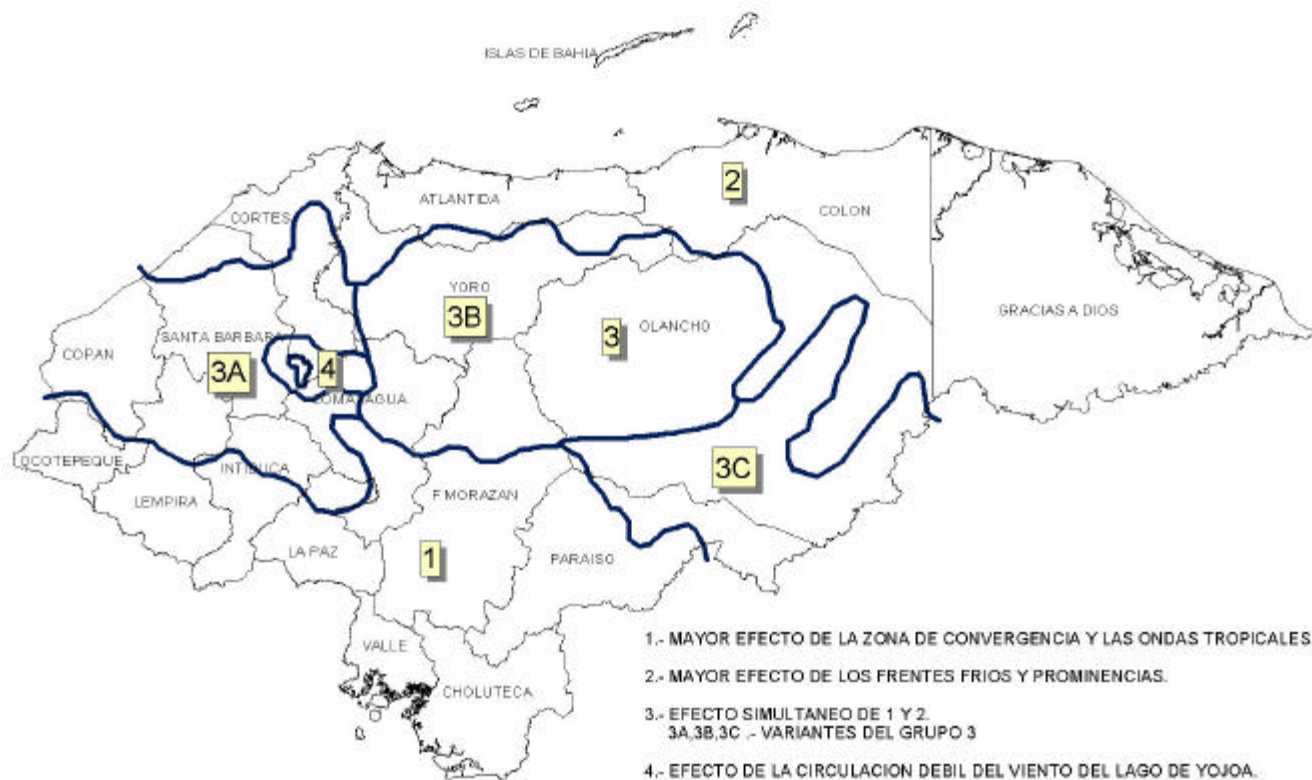 ISLAS DE BAHIA
2
ATLANTIDA
COLON
CORTES
YORO
3B
GRACIAS A DIOS
3
OLANCHO
SANTA BARBARA
COPAN
3A
4
COMAYAGUA
OCOTEPEQUE
INTIBUCA
3C
LEMPIRA
F MORAZAN
LA PAZ
1
PARAISO
VALLE
CHOLUTECA
1.- MAYOR EFECTO DE LA ZONA DE CONVERGENCIA Y LAS ONDAS TROPICALES
2.- MAYOR EFECTO DE LOS FRENTES FRIOS Y PROMINENCIAS.
3.- EFECTO SIMULTANEO DE 1 Y 2.
3A,3B,3C .- VARIANTES DEL GRUPO 3
4.- EFECTO DE LA CIRCULACION DEBIL DEL VIENTO DEL LAGO DE YOJOA.